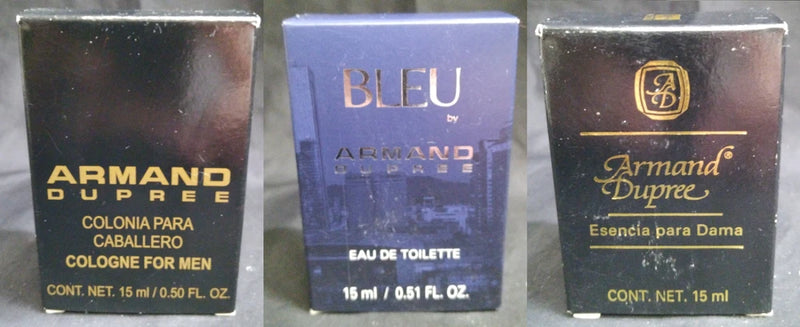 ARMAND
DUPREE
COLONIA PARA
CABALLERO
COLOGNE FOR MEN
CONT. NET. 15 ml / 0.50 FL. OZ.
BLEU
by
ARMAND
DUPREE
EAU DE TOILETTE
15 ml / 0.51 FL. OZ.
AD
Armand®
Dupree
Esencia para Dama
CONT. NET. 15 ml